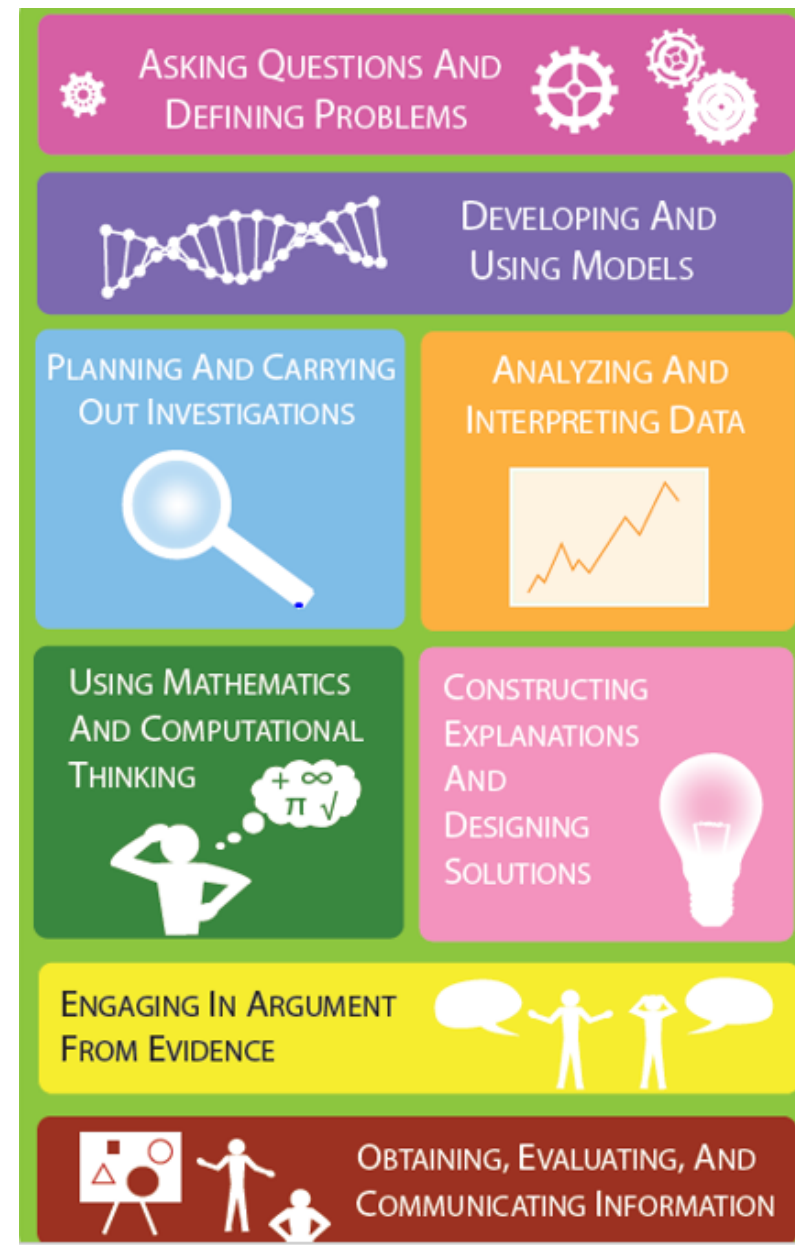 Asking Questions And
Defining Problems
Developing And
Using Models
Planning And Carrying
Out Investigations
Analyzing And
Interpreting Data
Using Mathematics
And Computational
Thinking
+ ∞
π √
Constructing
Explanations
And
Designing
Solutions
Engaging In Argument
From Evidence
Obtaining, Evaluating, And
Communicating Information